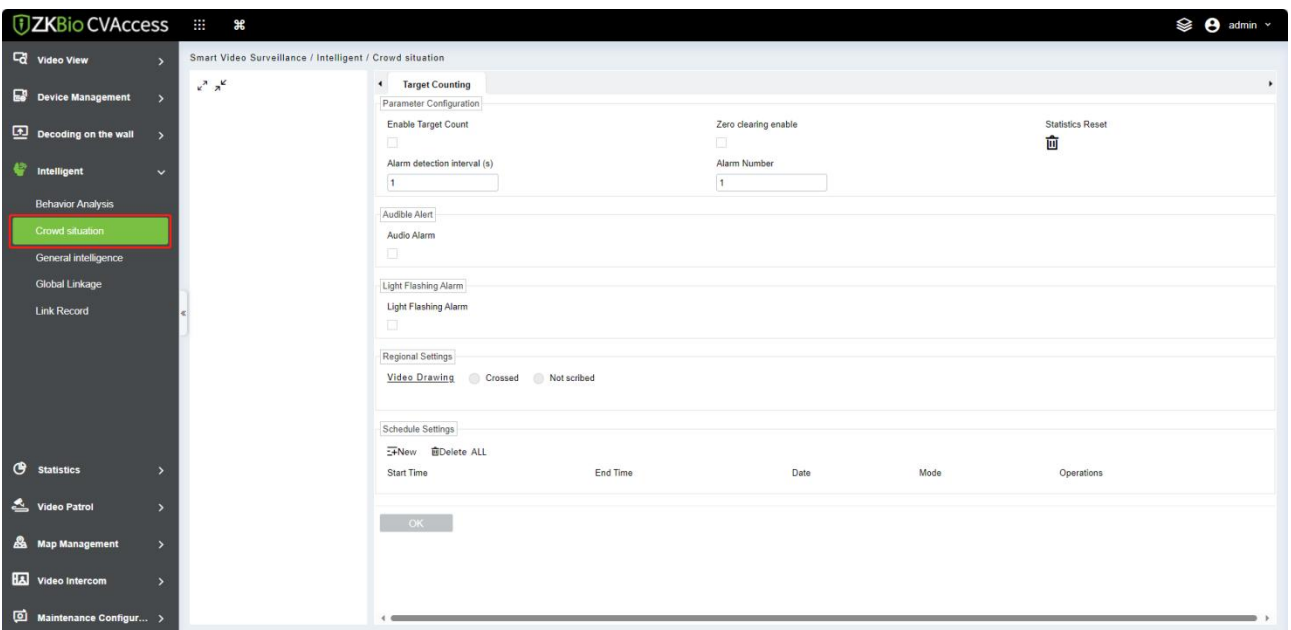 ZKBio CVAccess
admin
Video View
Device Management
Decoding on the wall
Intelligent
Behavior Analysis
Crowd situation
General intelligence
Global Linkage
Link Record
Statistics
Video Patrol
Map Management
Video Intercom
Maintenance Configur...
Smart Video Surveillance / Intelligent / Crowd situation
Target Counting
Parameter Configuration
Enable Target Count Zero clearing enable Statistics Reset
Alarm detection interval (s) Alarm Number
1 1
Audible Alert
Audio Alarm
Light Flashing Alarm
Light Flashing Alarm
Regional Settings
Video Drawing Crossed Not scribed
Schedule Settings
New Delete ALL
Start Time End Time Date Mode Operations
OK